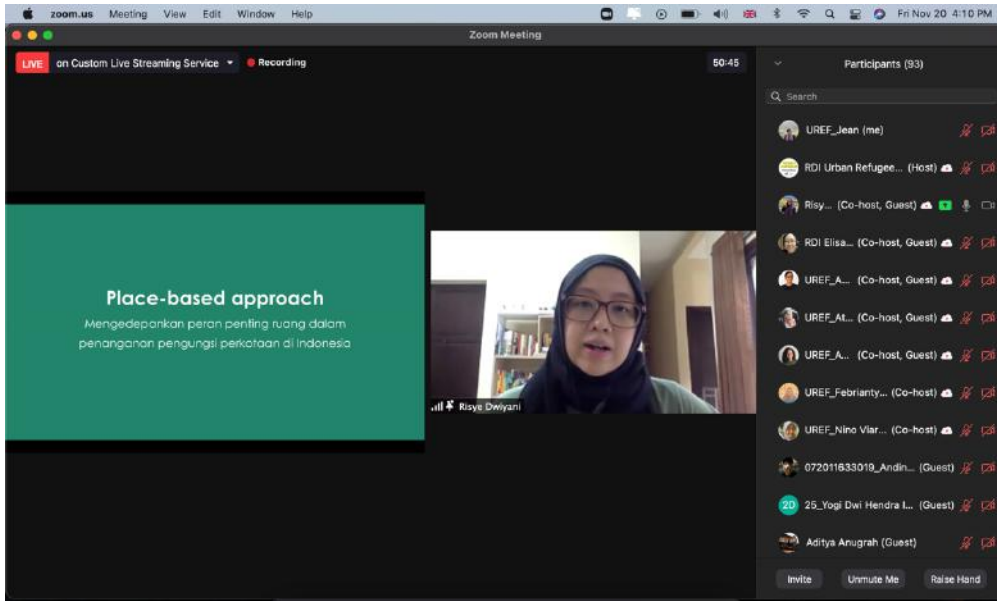 zoom.us Meeting View Edit Window Help Fri Nov 20 4:10 PM
Zoom Meeting
LIVE on Custom Live Streaming Service Recording 50:45
Participants (93)
Search
UREF_Jean (me)
RDI Urban Refugee... (Host)
Risy... (Co-host, Guest)
RDI Elisa... (Co-host, Guest)
UREF_A... (Co-host, Guest)
UREF_At... (Co-host, Guest)
UREF_A... (Co-host, Guest)
UREF_Febrianty... (Co-host)
UREF_Nino Viar... (Co-host)
072011633019_Andin... (Guest)
2D 25_Yogi Dwi Hendra I... (Guest)
Aditya Anugrah (Guest)
Invite Unmute Me Raise Hand
Place-based approach
Mengedepankan peran penting ruang dalam
penanganan pengungsi perkotaan di Indonesia
Risye Dwiyani